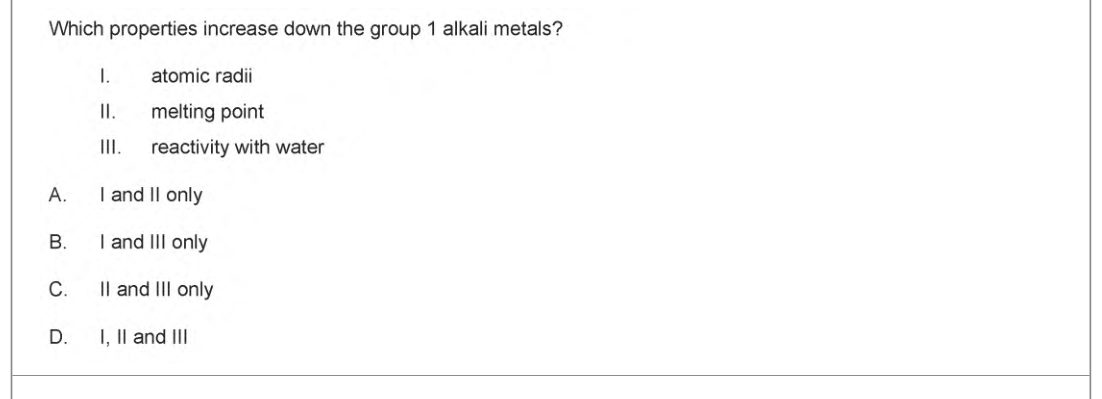 Which properties increase down the group 1 alkali metals?
I. atomic radii
II. melting point
III. reactivity with water
A. I and II only
B. I and III only
C. II and III only
D. I, II and III